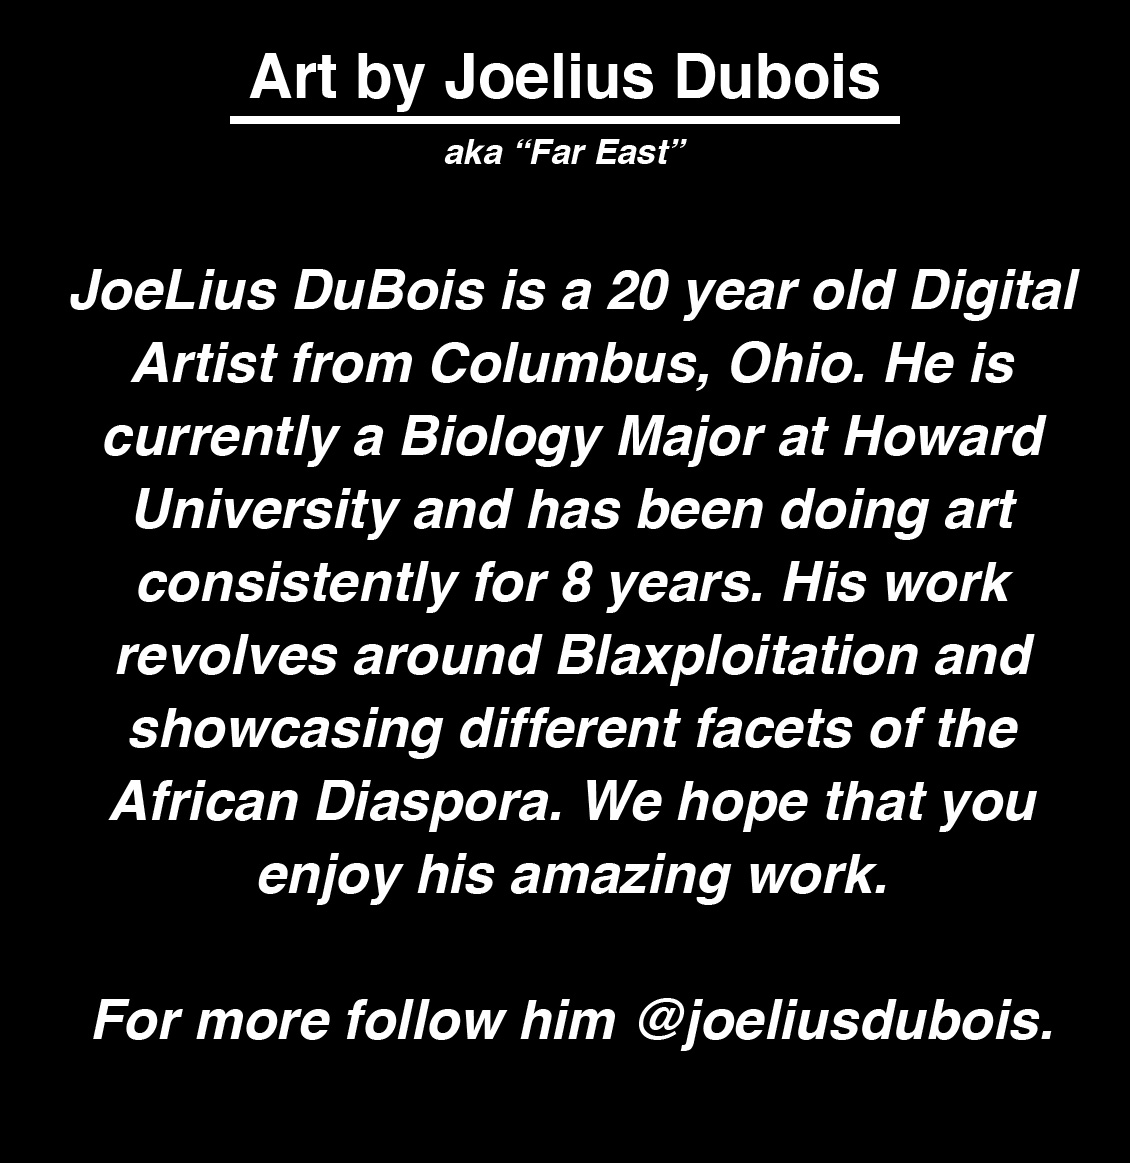 Art by Joelius Dubois
aka “Far East”
JoeLius DuBois is a 20 year old Digital
Artist from Columbus, Ohio. He is
currently a Biology Major at Howard
University and has been doing art
consistently for 8 years. His work
revolves around Blaxploitation and
showcasing different facets of the
African Diaspora. We hope that you
enjoy his amazing work.
For more follow him @joeliusdubois.